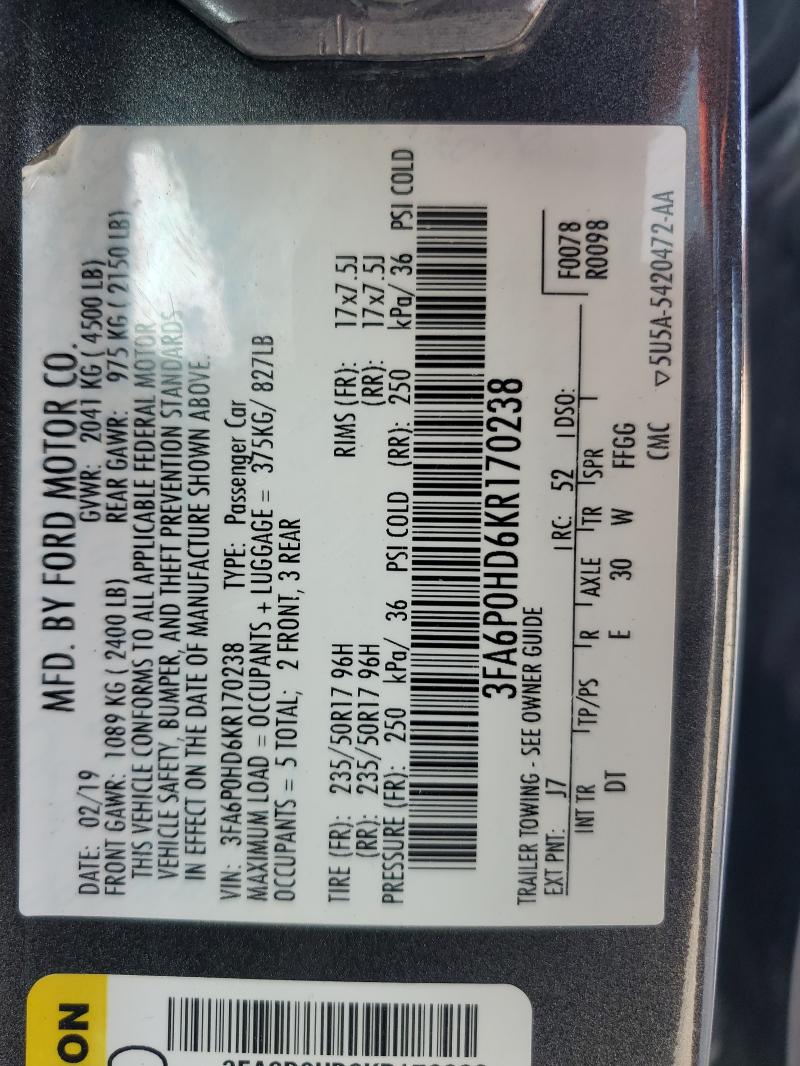 MFD. BY FORD MOTOR CO.
DATE: 02/19 GVWR: 2041 KG ( 4500 LB)
FRONT GAWR: 1089 KG ( 2400 LB) REAR GAWR: 975 KG ( 2150 LB)
THIS VEHICLE CONFORMS TO ALL APPLICABLE FEDERAL MOTOR
VEHICLE SAFETY, BUMPER, AND THEFT PREVENTION STANDARDS
IN EFFECT ON THE DATE OF MANUFACTURE SHOWN ABOVE.
VIN: 3FA6P0HD6KR170238 TYPE: Passenger Car
MAXIMUM LOAD = OCCUPANTS + LUGGAGE = 375KG/ 827LB
OCCUPANTS = 5 TOTAL; 2 FRONT, 3 REAR
TIRE (FR): 235/50R17 96H RIMS (FR): 17x7.5J
(RR): 235/50R17 96H (RR): 17x7.5J
PRESSURE (FR): 250 kPa/ 36 PSI COLD (RR): 250 kPa/ 36 PSI COLD
3FA6P0HD6KR170238
TRAILER TOWING - SEE OWNER GUIDE F0078
EXT PNT: J7 RC: 52 DSO: R0098
INT TR TP/PS R AXLE TR SPR
DT E 30 W FFGG
CMC ▽5U5A-5420472-AA
ON